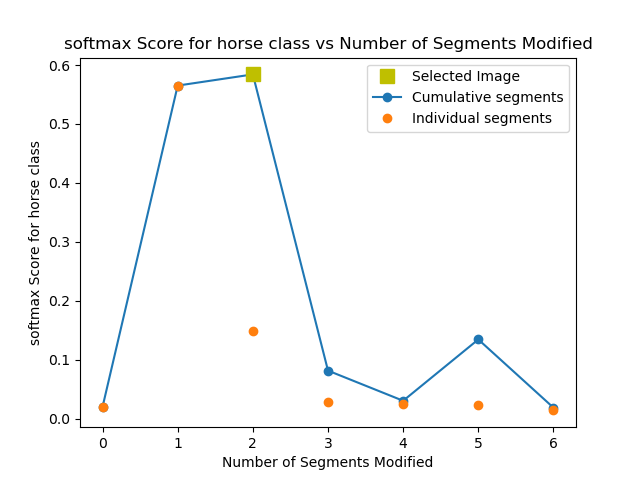 softmax Score for horse class vs Number of Segments Modified
Selected Image
Cumulative segments
Individual segments
softmax Score for horse class
0.6
0.5
0.4
0.3
0.2
0.1
0.0
0 1 2 3 4 5 6
Number of Segments Modified